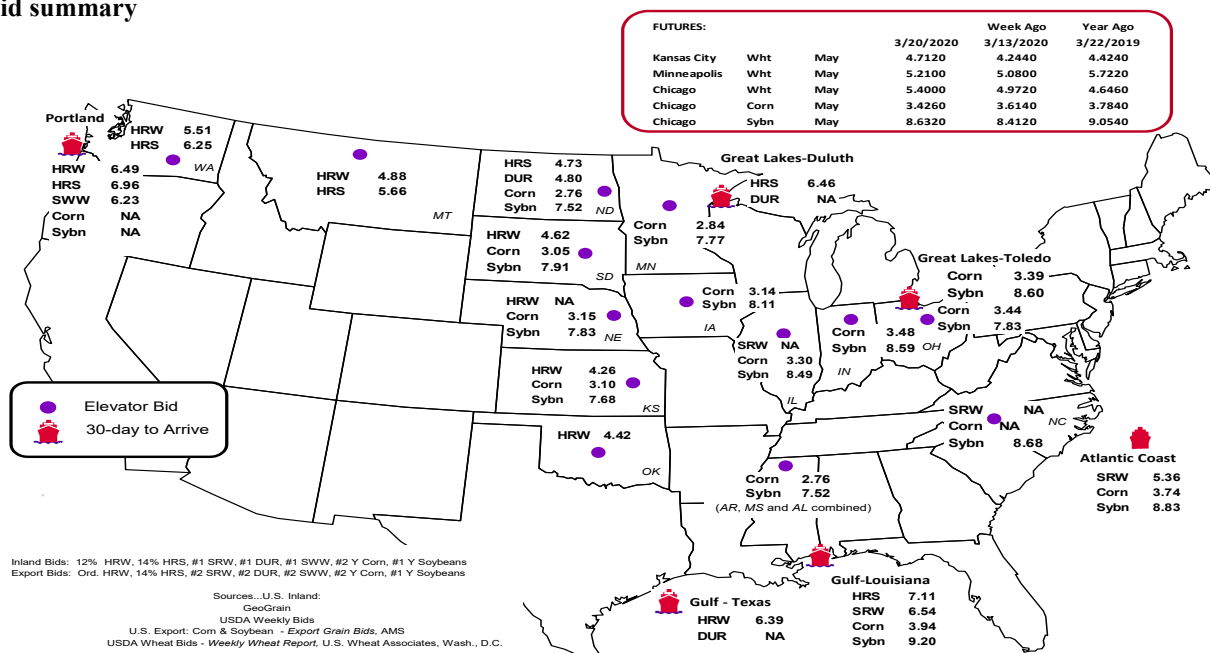 id summary
FUTURES: Week Ago Year Ago
3/20/2020 3/13/2020 3/22/2019
Kansas City Wht May 4.7120 4.2440 4.4240
Minneapolis Wht May 5.2100 5.0800 5.7220
Chicago Wht May 5.4000 4.9720 4.6460
Chicago Corn May 3.4260 3.6140 3.7840
Chicago Sybn May 8.6320 8.4120 9.0540
Portland
HRW 6.49
HRS 6.96
SWW 6.23
Corn NA
Sybn NA
HRW 5.51
HRS 6.25
WA
HRW 4.88
HRS 5.66
MT
HRS 4.73
DUR 4.80
Corn 2.76
Sybn 7.52
ND
HRW 4.62
Corn 3.05
Sybn 7.91
SD
HRW NA
Corn 3.15
Sybn 7.83
NE
HRW 4.26
Corn 3.10
Sybn 7.68
KS
HRW 4.42
OK
Great Lakes-Duluth
HRS 6.46
DUR NA
Corn 2.84
Sybn 7.77
MN
Corn 3.14
Sybn 8.11
IA
SRW NA
Corn 3.30
Sybn 8.49
IL
Corn 3.48
Sybn 8.59
IN
Great Lakes-Toledo
Corn 3.39
Sybn 8.60
Corn 3.44
Sybn 7.83
OH
SRW NA
Corn NA
Sybn 8.68
NC
Atlantic Coast
SRW 5.36
Corn 3.74
Sybn 8.83
Corn 2.76
Sybn 7.52
(AR, MS and AL combined)
Gulf-Louisiana
HRS 7.11
SRW 6.54
Corn 3.94
Sybn 9.20
Gulf - Texas
HRW 6.39
DUR NA
Elevator Bid
30-day to Arrive
Inland Bids: 12% HRW, 14% HRS, #1 SRW, #1 DUR, #1 SWW, #2 Y Corn, #1 Y Soybeans
Export Bids: Ord. HRW, 14% HRS, #2 SRW, #2 DUR, #2 SWW, #2 Y Corn, #1 Y Soybeans
Sources...U.S. Inland:
GeoGrain
USDA Weekly Bids
U.S. Export: Corn & Soybean - Export Grain Bids, AMS
USDA Wheat Bids - Weekly Wheat Report, U.S. Wheat Associates, Wash., D.C.